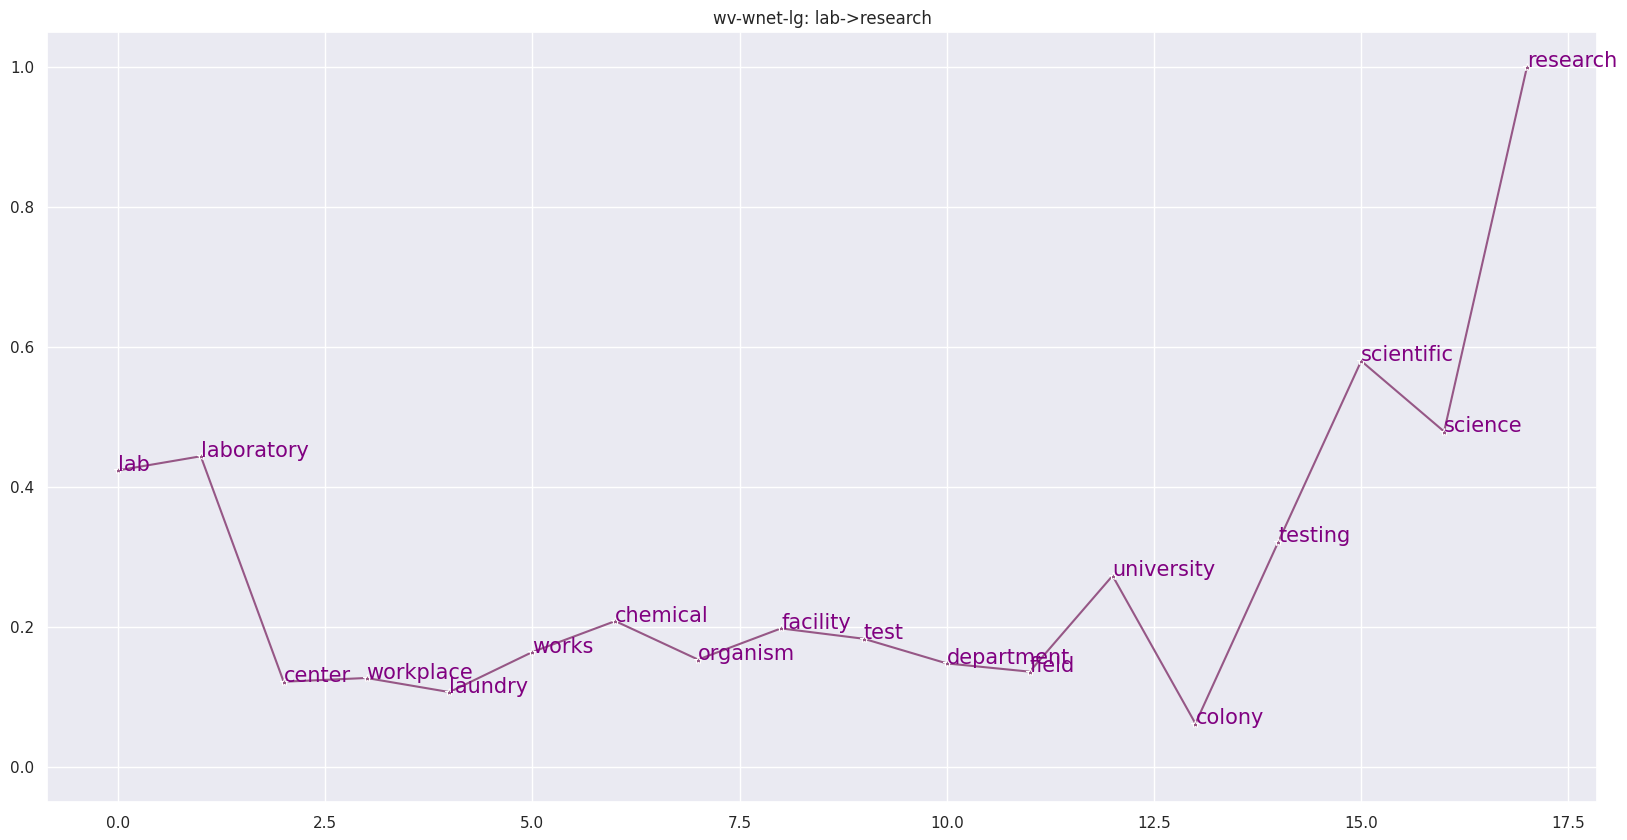 wv-wnet-lg: lab->research
1.0
0.8
0.6
0.4
0.2
0.0
research
scientific
science
lab
laboratory
testing
university
chemical
facility
test
works
organism
department
field
center
workplace
laundry
colony
0.0 2.5 5.0 7.5 10.0 12.5 15.0 17.5